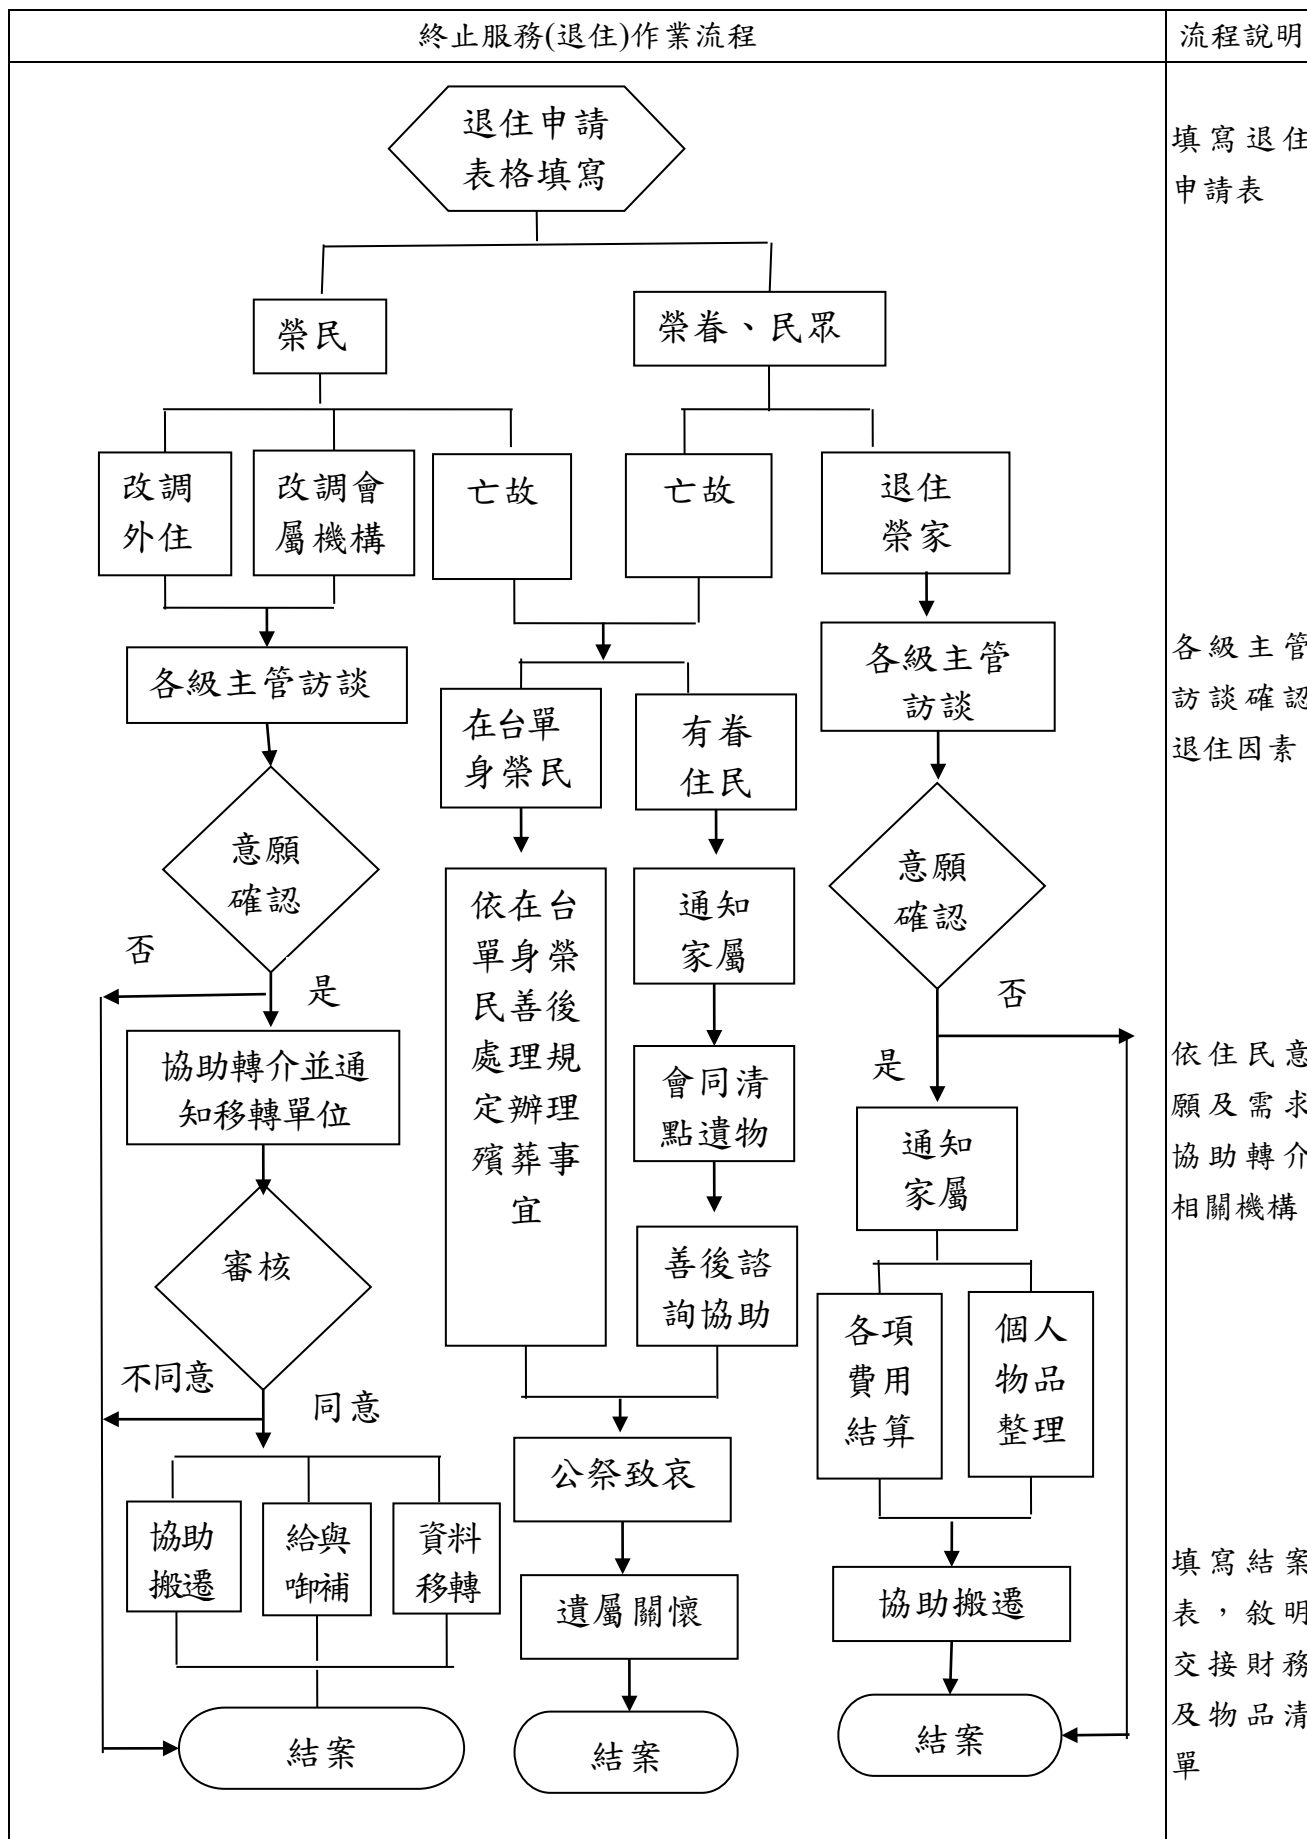 終止服務(退住)作業流程
流程說明
退住申請
表格填寫
填寫退住
申請表
榮民
榮眷、民眾
改調
外住
改調會
屬機構
亡故
亡故
退住
榮家
各級主管訪談
在台單
身榮民
有眷
住民
各級主管
訪談
各級主管
訪談確認
退住因素
意願
確認
否
是
依在台
單身榮
民善後
處理規
定辦理
殯葬事
宜
通知
家屬
意願
確認
否
是
協助轉介並通
知移轉單位
會同清
點遺物
通知
家屬
依住民意
願及需求
協助轉介
相關機構
審核
不同意
同意
善後諮
詢協助
各項
費用
結算
個人
物品
整理
協助
搬遷
給與
啣補
資料
移轉
公祭致哀
遺屬關懷
協助搬遷
填寫結案
表，敘明
交接財務
及物品清
單
結案
結案
結案